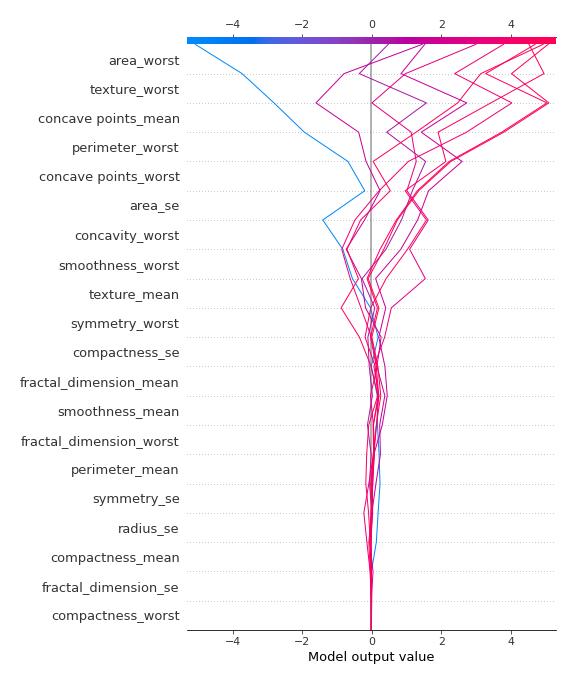 −4 −2 0 2 4
area_worst
texture_worst
concave points_mean
perimeter_worst
concave points_worst
area_se
concavity_worst
smoothness_worst
texture_mean
symmetry_worst
compactness_se
fractal_dimension_mean
smoothness_mean
fractal_dimension_worst
perimeter_mean
symmetry_se
radius_se
compactness_mean
fractal_dimension_se
compactness_worst
−4 −2 0 2 4
Model output value